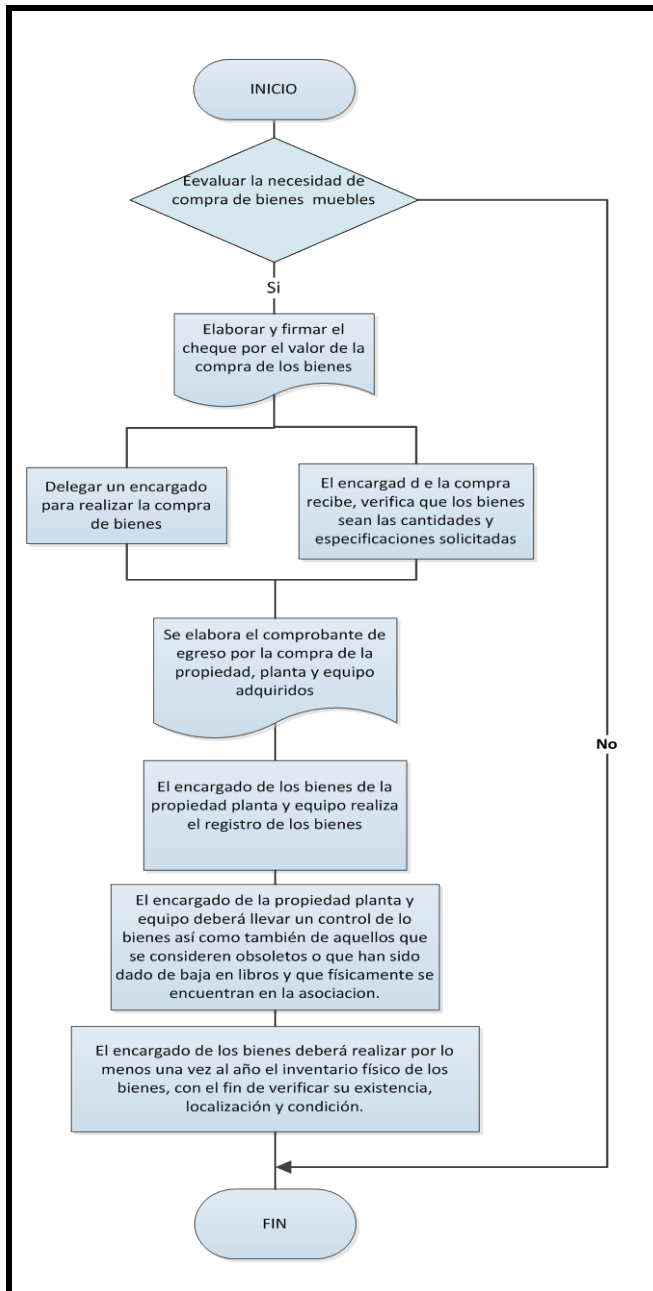 INICIO
Eevaluar la necesidad de
compra de bienes muebles
Si
Elaborar y firmar el
cheque por el valor de la
compra de los bienes
Delegar un encargado
para realizar la compra
de bienes
El encargad d e la compra
recibe, verifica que los bienes
sean las cantidades y
especificaciones solicitadas
Se elabora el comprobante de
egreso por la compra de la
propiedad, planta y equipo
adquiridos
No
El encargado de los bienes de la
propiedad planta y equipo realiza
el registro de los bienes
El encargado de la propiedad planta y
equipo deberá llevar un control de lo
bienes así como también de aquellos que
se consideren obsoletos o que han sido
dado de baja en libros y que físicamente se
encuentran en la asociacion.
El encargado de los bienes deberá realizar por lo
menos una vez al año el inventario físico de los
bienes, con el fin de verificar su existencia,
localización y condición.
FIN